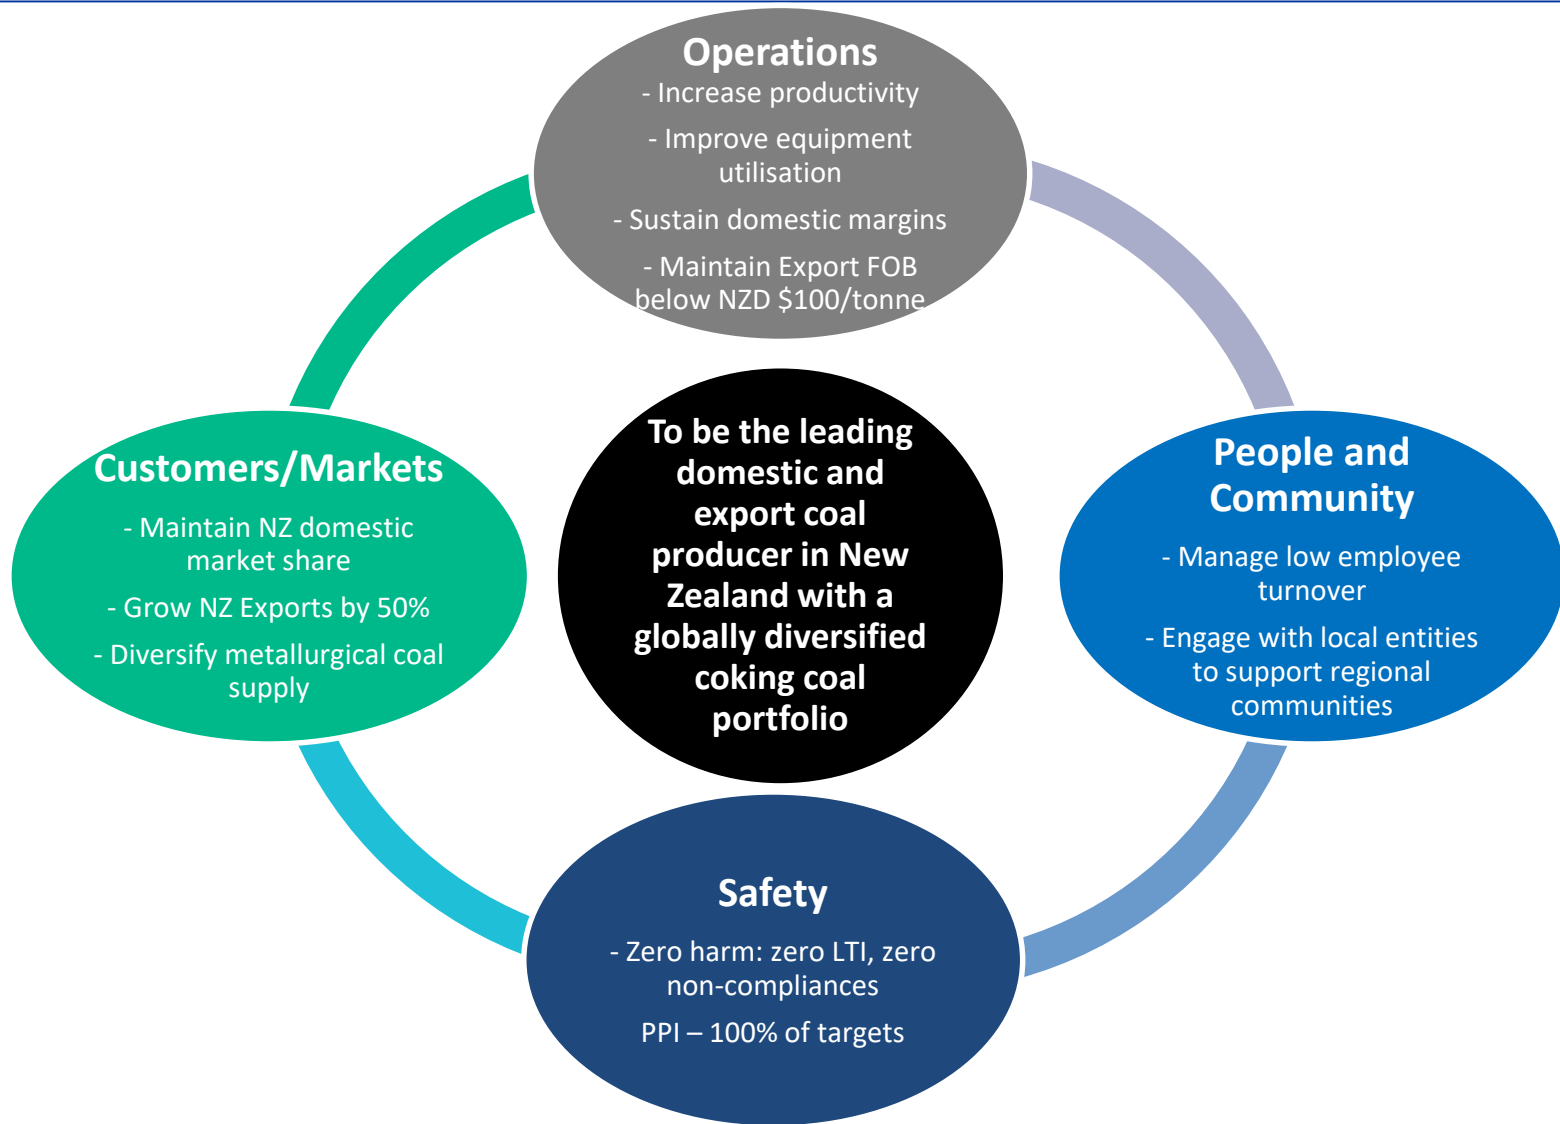 Operations
- Increase productivity
- Improve equipment
utilisation
- Sustain domestic margins
- Maintain Export FOB
below NZD $100/tonne
Customers/Markets
- Maintain NZ domestic
market share
- Grow NZ Exports by 50%
- Diversify metallurgical coal
supply
To be the leading
domestic and
export coal
producer in New
Zealand with a
globally diversified
coking coal
portfolio
People and
Community
- Manage low employee
turnover
- Engage with local entities
to support regional
communities
Safety
- Zero harm: zero LTI, zero
non-compliances
PPI – 100% of targets